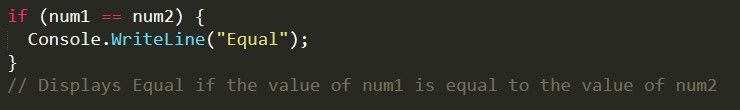 if (num1 == num2) {
  Console.WriteLine("Equal");
}
// Displays Equal if the value of num1 is equal to the value of num2